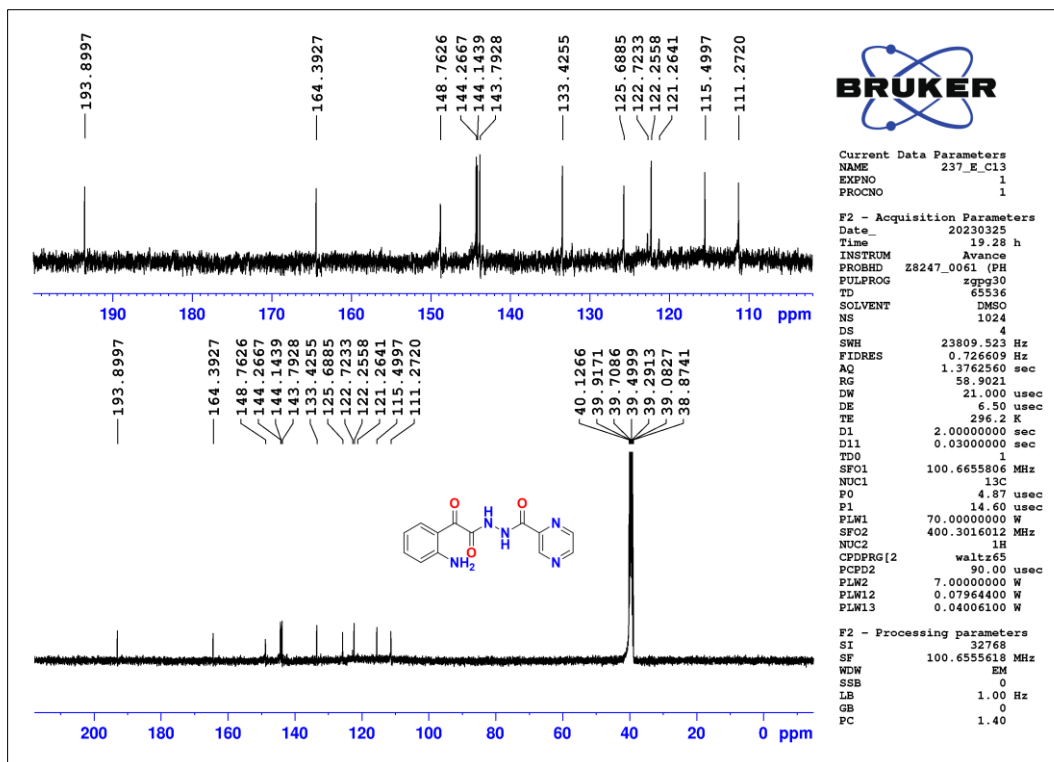 193.8997
164.3927
148.7626
144.2667
144.1439
143.7928
133.4255
125.6885
122.7233
122.2558
121.2641
115.4997
111.2720
190 180 170 160 150 140 130 120 110 ppm
193.8997
164.3927
148.7626
144.2667
144.1439
143.7928
133.4255
125.6885
122.7233
122.2558
121.2641
115.4997
111.2720
40.1266
39.9171
39.7086
39.4999
39.2913
39.0827
38.8741
O
H
N
O
N
N
H
O
NH2
N
200 180 160 140 120 100 80 60 40 20 0 ppm
BRUKER
Current Data Parameters
NAME 237_E_C13
EXPNO 1
PROCNO 1
F2 - Acquisition Parameters
Date_ 20230325
Time 19.28 h
INSTRUM Avance
PROBHD Z8247_0061 (PH
PULPROG zgpg30
TD 65536
SOLVENT DMSO
NS 1024
DS 4
SWH 23809.523 Hz
FIDRES 0.726609 Hz
AQ 1.3762560 sec
RG 58.9021
DW 21.000 usec
DE 6.50 usec
TE 296.2 K
D1 2.00000000 sec
D11 0.03000000 sec
TD0 1
SFO1 100.6655806 MHz
NUC1 13C
P0 4.87 usec
P1 14.60 usec
PLW1 70.00000000 W
SFO2 400.3016012 MHz
NUC2 1H
CPDPRG[2 waltz65
PCPD2 90.00 usec
PLW2 7.00000000 W
PLW12 0.07964400 W
PLW13 0.04006100 W
F2 - Processing parameters
SI 32768
SF 100.6555618 MHz
WDW EM
SSB 0
LB 1.00 Hz
GB 0
PC 1.40